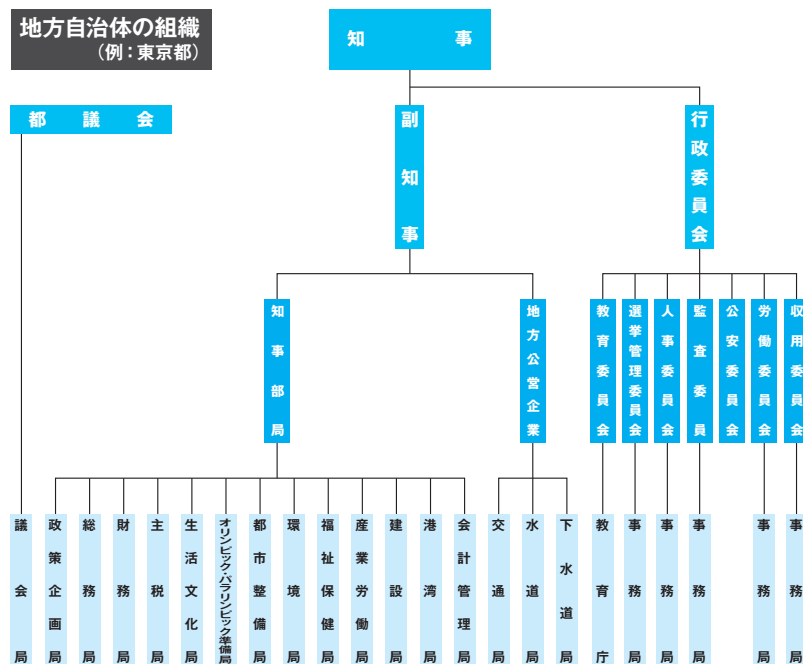 地方自治体の組織
（例：東京都）
知事
都議会
副知事
行政委員会
知事部局
地方公営企業
教育委員会
選挙管理委員会
人事委員会
監査委員
公安委員会
労働委員会
収用委員会
議会局
政策企画局
総務局
財務局
主税局
生活文化局
オリンピック・パラリンピック準備局
都市整備局
環境局
福祉保健局
産業労働局
建設局
港湾局
会計管理局
交通局
水道局
下水道局
教育庁
事務局
事務局
事務局
事務局
事務局